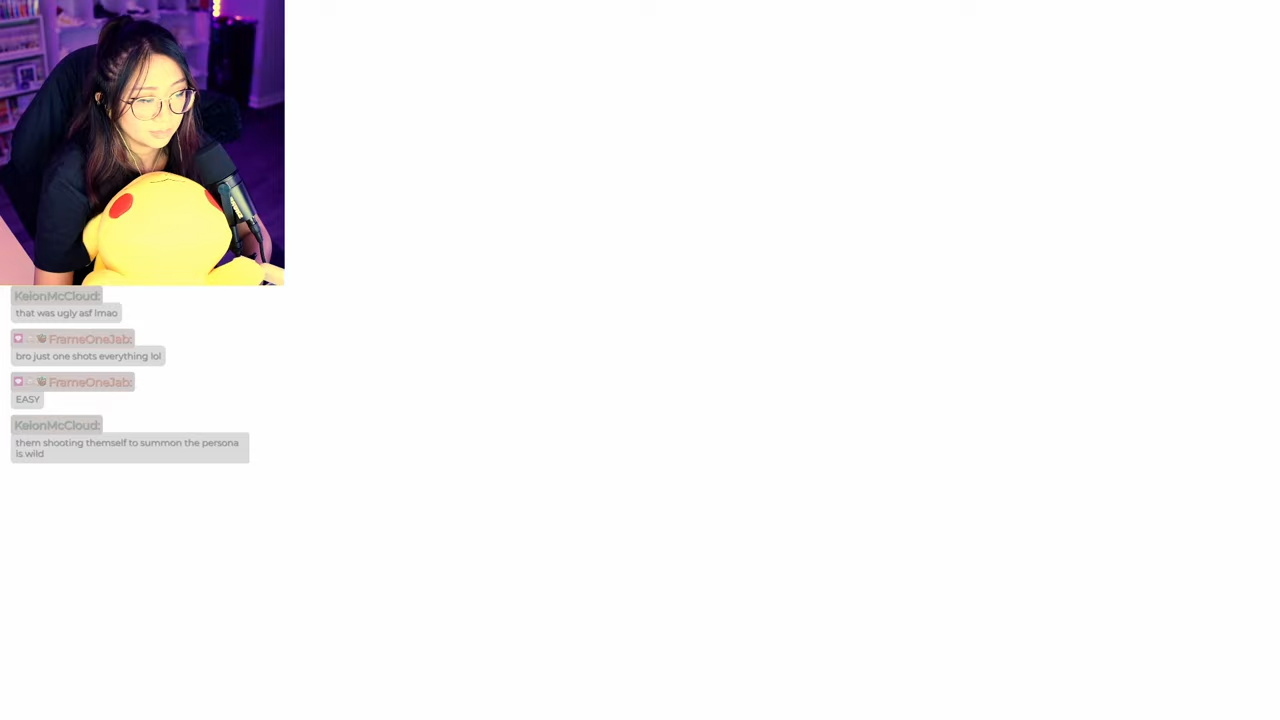 KeionMcCloud:
that was ugly asf lmao
FrameOneJab:
bro just one shots everything lol
FrameOneJab:
EASY
KeionMcCloud:
them shooting themself to summon the persona
is wild